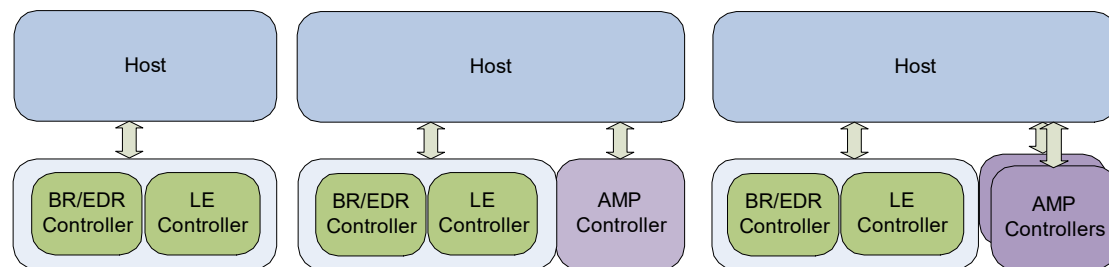 Host
Host
Host
BR/EDR
Controller
LE
Controller
BR/EDR
Controller
LE
Controller
AMP
Controller
BR/EDR
Controller
LE
Controller
AMP
Controllers